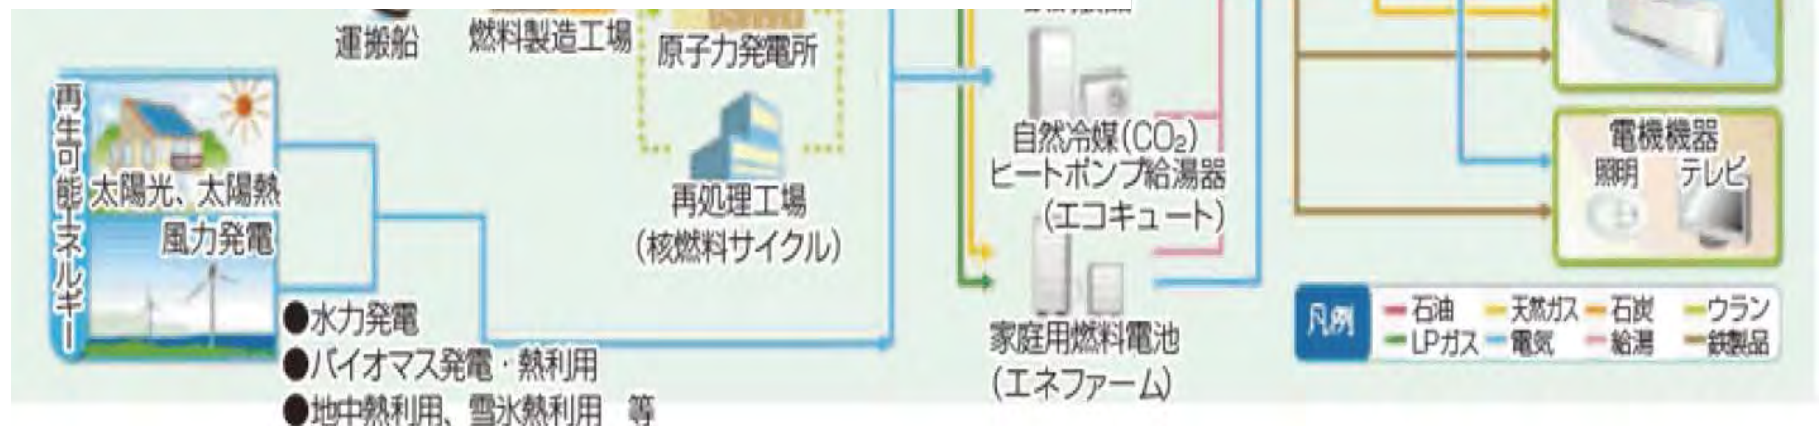 運搬船
燃料製造工場
原子力発電所
再生可能エネルギー
太陽光、太陽熱
風力発電
●水力発電
●バイオマス発電・熱利用
●地中熱利用、雪氷熱利用 等
再処理工場
(核燃料サイクル)
自然冷媒(CO₂)
ヒートポンプ給湯器
(エコキュート)
家庭用燃料電池
(エネファーム)
電機機器
照明 テレビ
凡例
石油 天然ガス 石炭 ウラン
LPガス 電気 給湯 鉄製品